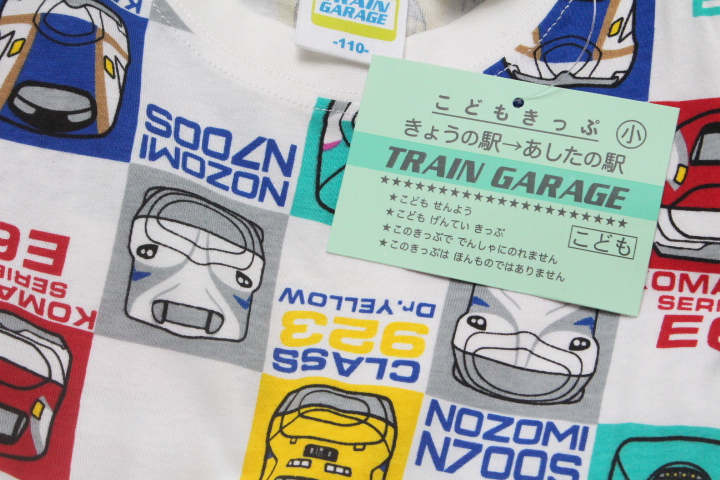 TRAIN
GARAGE
-110-
こどもきっぷ
小
きょうの駅→あしたの駅
TRAIN GARAGE
★★★★★★★★★★★★★★★★★★★★
★こども せんよう
★こども げんてい きっぷ
★このきっぷで でんしゃにのれません
★このきっぷは ほんものではありません
こども
NOZOMI
N700S
KOMA
SERIE
E6
Dr.YELLOW
923
CLASS
NOZOMI
N700S
KOMA
SERI
E6